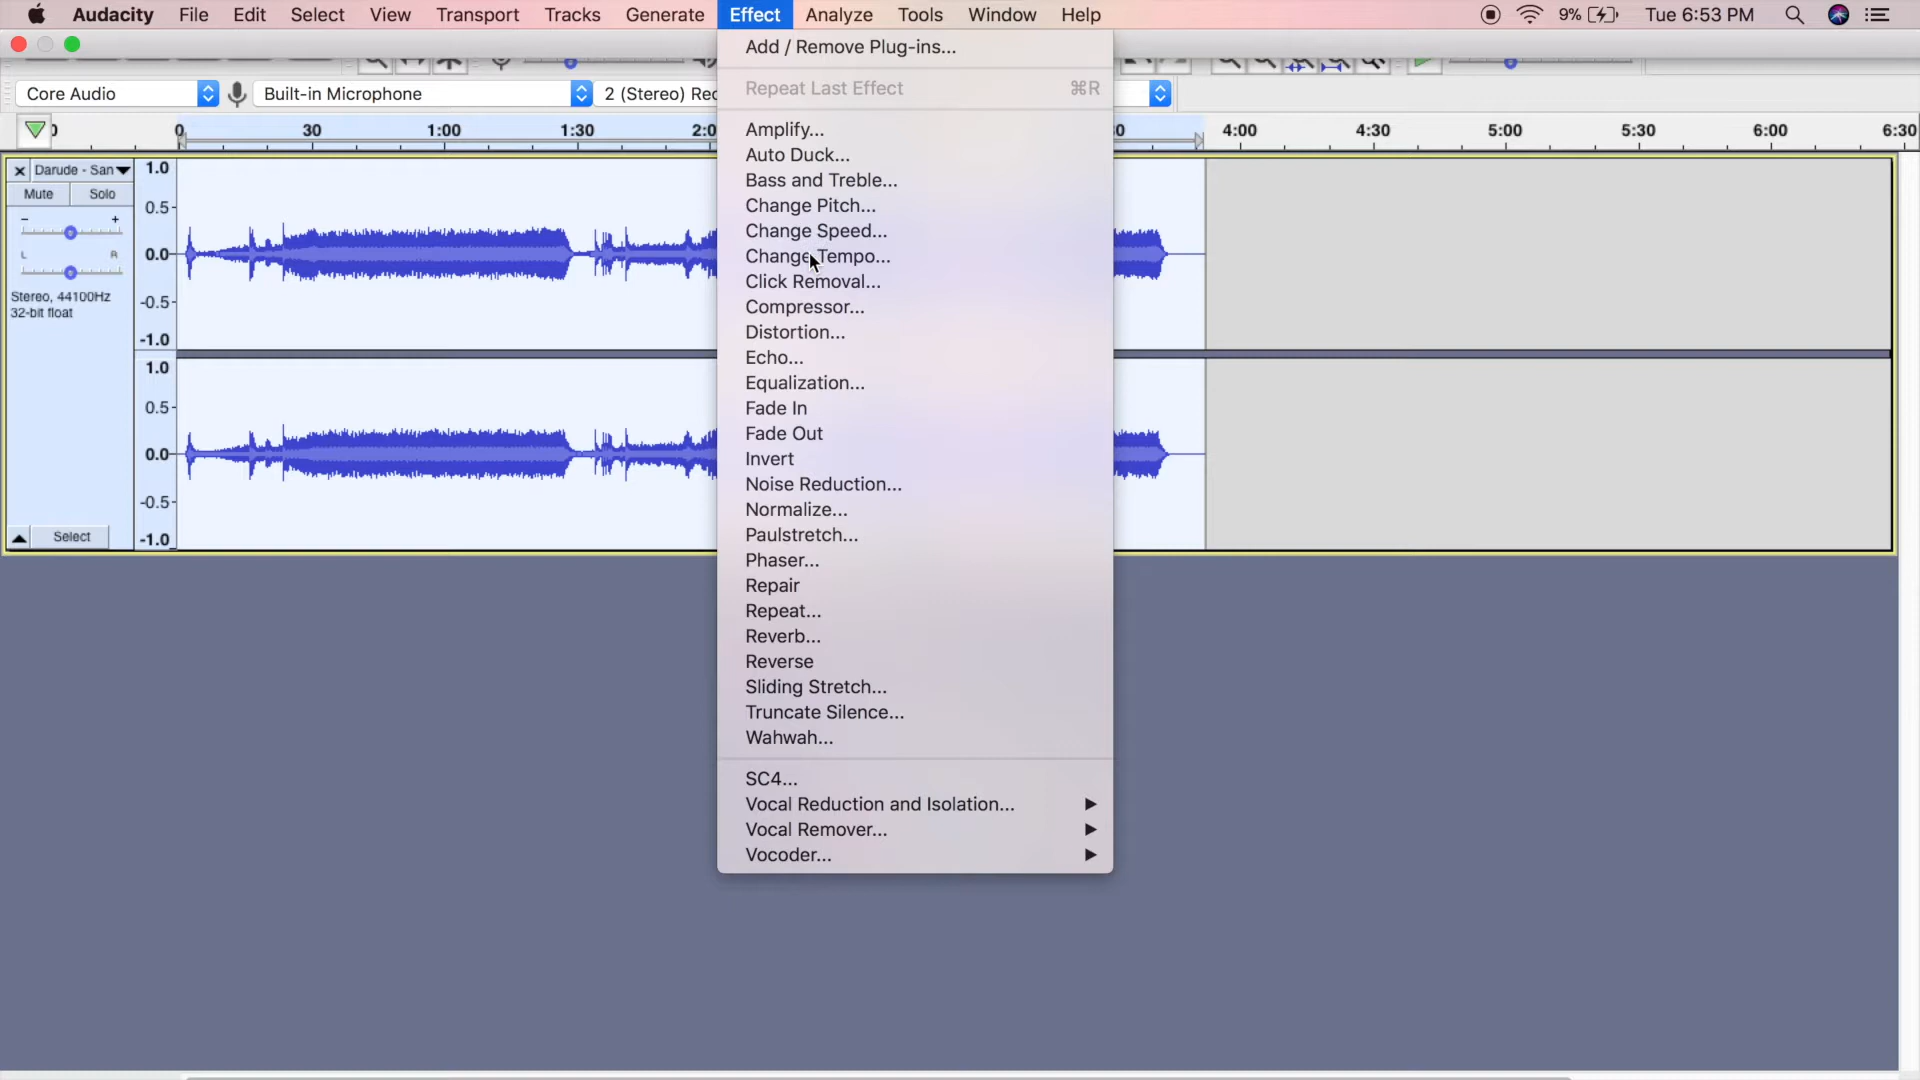 Audacity File Edit Select View Transport Tracks Generate Effect Analyze Tools Window Help 9% Tue 6:53 PM
Add / Remove Plug-ins...
Core Audio Built-in Microphone 2 (Stereo) Rec
Repeat Last Effect ⌘R
0 30 1:00 1:30 2:0 0 4:00 4:30 5:00 5:30 6:00 6:30
Amplify...
Auto Duck...
Bass and Treble...
Change Pitch...
Change Speed...
Change Tempo...
Click Removal...
Compressor...
Distortion...
Echo...
Equalization...
Fade In
Fade Out
Invert
Noise Reduction...
Normalize...
Paulstretch...
Phaser...
Repair
Repeat...
Reverb...
Reverse
Sliding Stretch...
Truncate Silence...
Wahwah...
SC4...
Vocal Reduction and Isolation... ▶
Vocal Remover... ▶
Vocoder... ▶
Darude - San
Mute Solo
- +
L R
Stereo, 44100Hz
32-bit float
Select
1.0
0.5
0.0
-0.5
-1.0
1.0
0.5
0.0
-0.5
-1.0